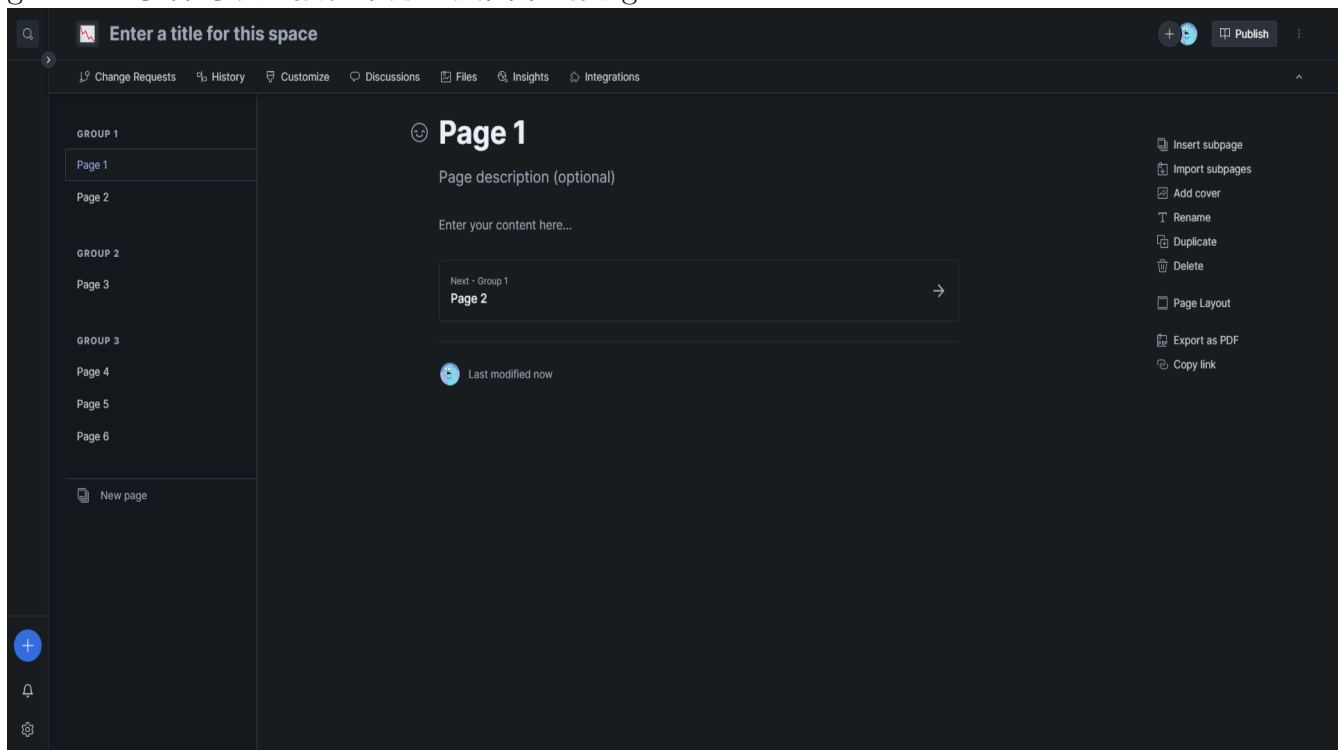 Enter a title for this space
Publish
Change Requests History Customize Discussions Files Insights Integrations
GROUP 1
Page 1
Page 2
GROUP 2
Page 3
GROUP 3
Page 4
Page 5
Page 6
New page
Page 1
Page description (optional)
Enter your content here...
Next - Group 1
Page 2
Last modified now
Insert subpage
Import subpages
Add cover
Rename
Duplicate
Delete
Page Layout
Export as PDF
Copy link